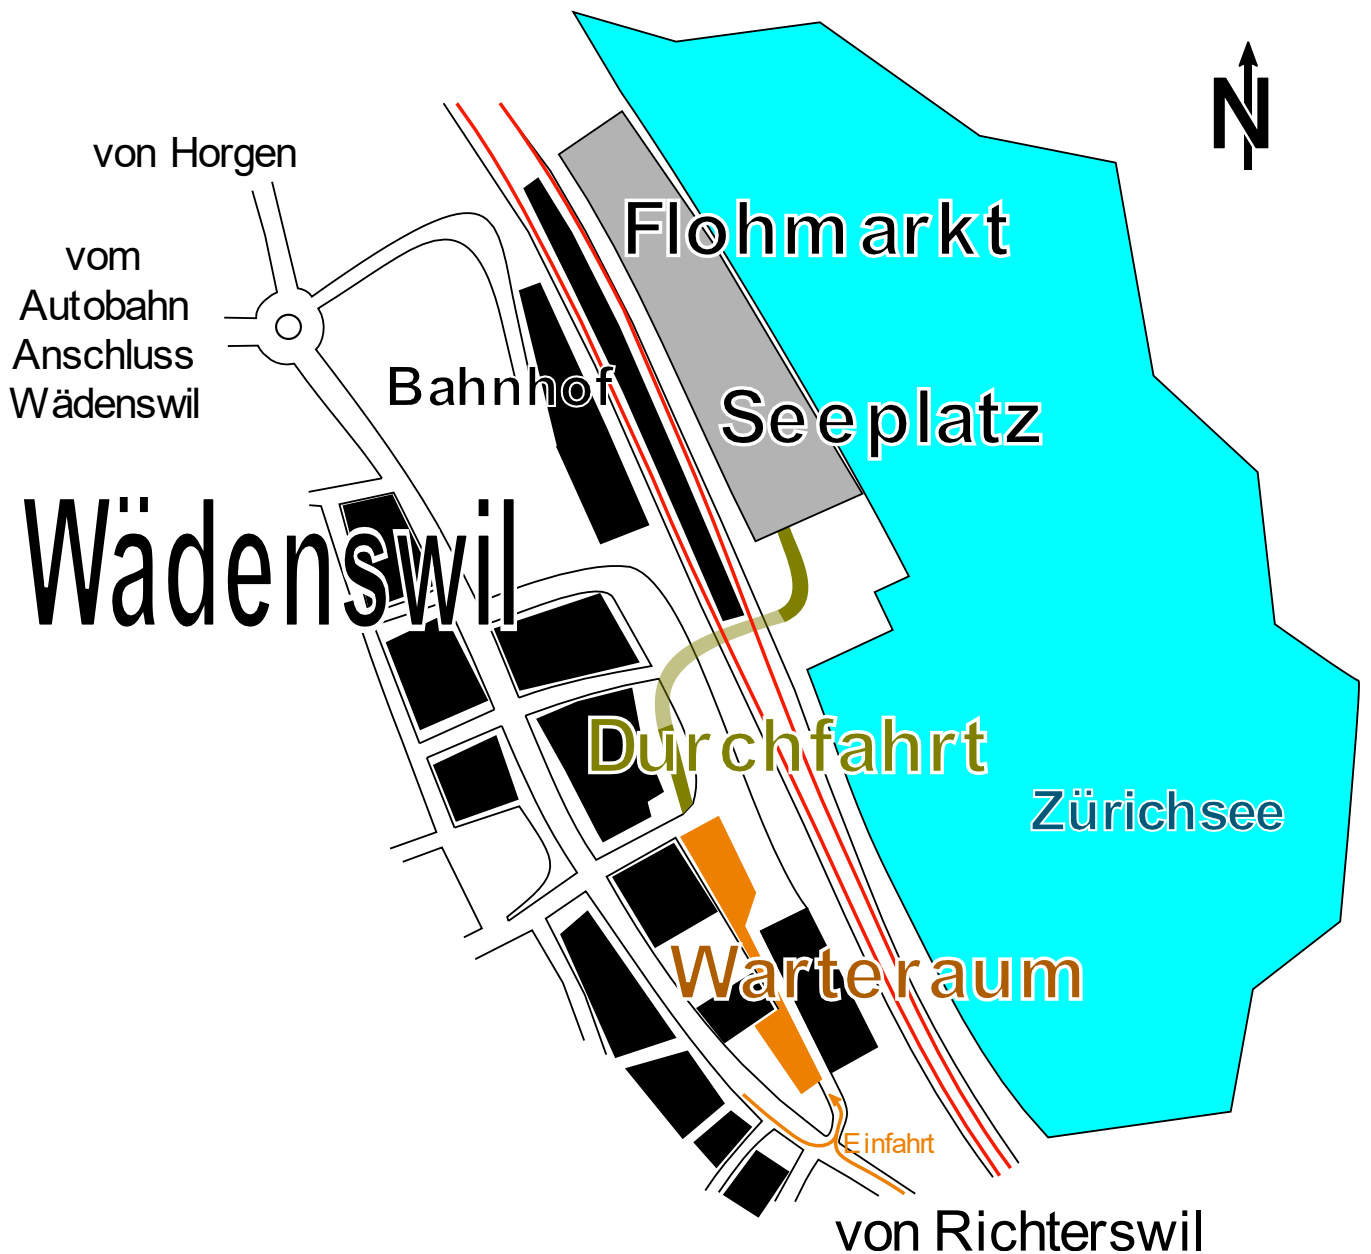 N
von Horgen
vom
Autobahn
Anschluss
Wädenswil
Flohmarkt
Bahnhof
Seeplatz
Wädenswil
Durchfahrt
Zürichsee
Warteraum
Einfahrt
von Richterswil